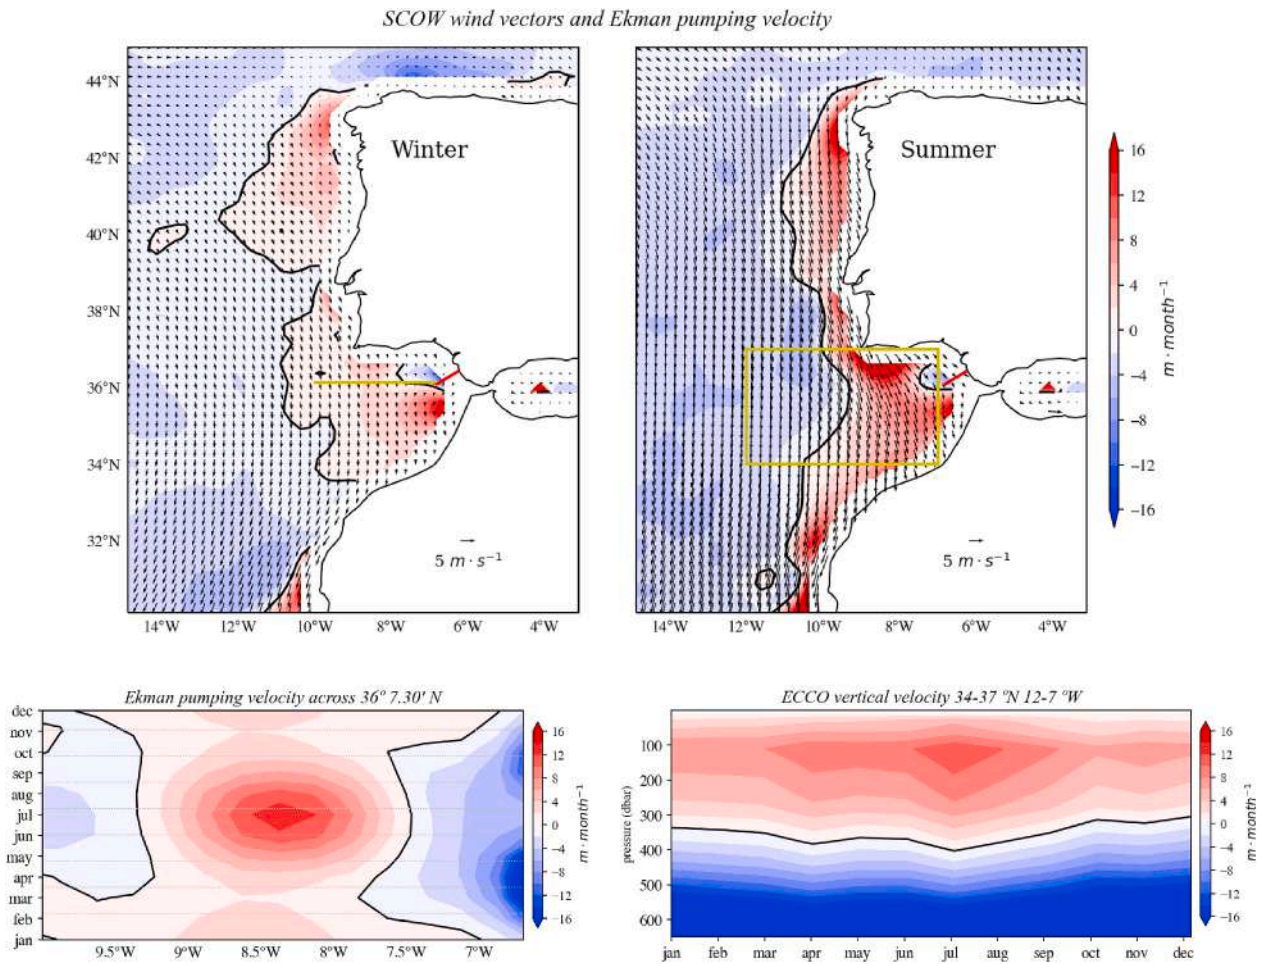 SCOW wind vectors and Ekman pumping velocity
Winter
Summer
44°N
42°N
40°N
38°N
36°N
34°N
32°N
14°W 12°W 10°W 8°W 6°W 4°W
5 m · s⁻¹
14°W 12°W 10°W 8°W 6°W 4°W
5 m · s⁻¹
16
12
8
4
0
−4
−8
−12
−16
m · month⁻¹
Ekman pumping velocity across 36º 7.30' N
dec
nov
oct
sep
aug
jul
jun
may
apr
mar
feb
jan
9.5°W 9°W 8.5°W 8°W 7.5°W 7°W
16
12
8
4
0
−4
−8
−12
−16
m · month⁻¹
ECCO vertical velocity 34-37 ºN 12-7 ºW
pressure (dbar)
100
200
300
400
500
600
jan feb mar apr may jun jul aug sep oct nov dec
16
12
8
4
0
−4
−8
−12
−16
m · month⁻¹